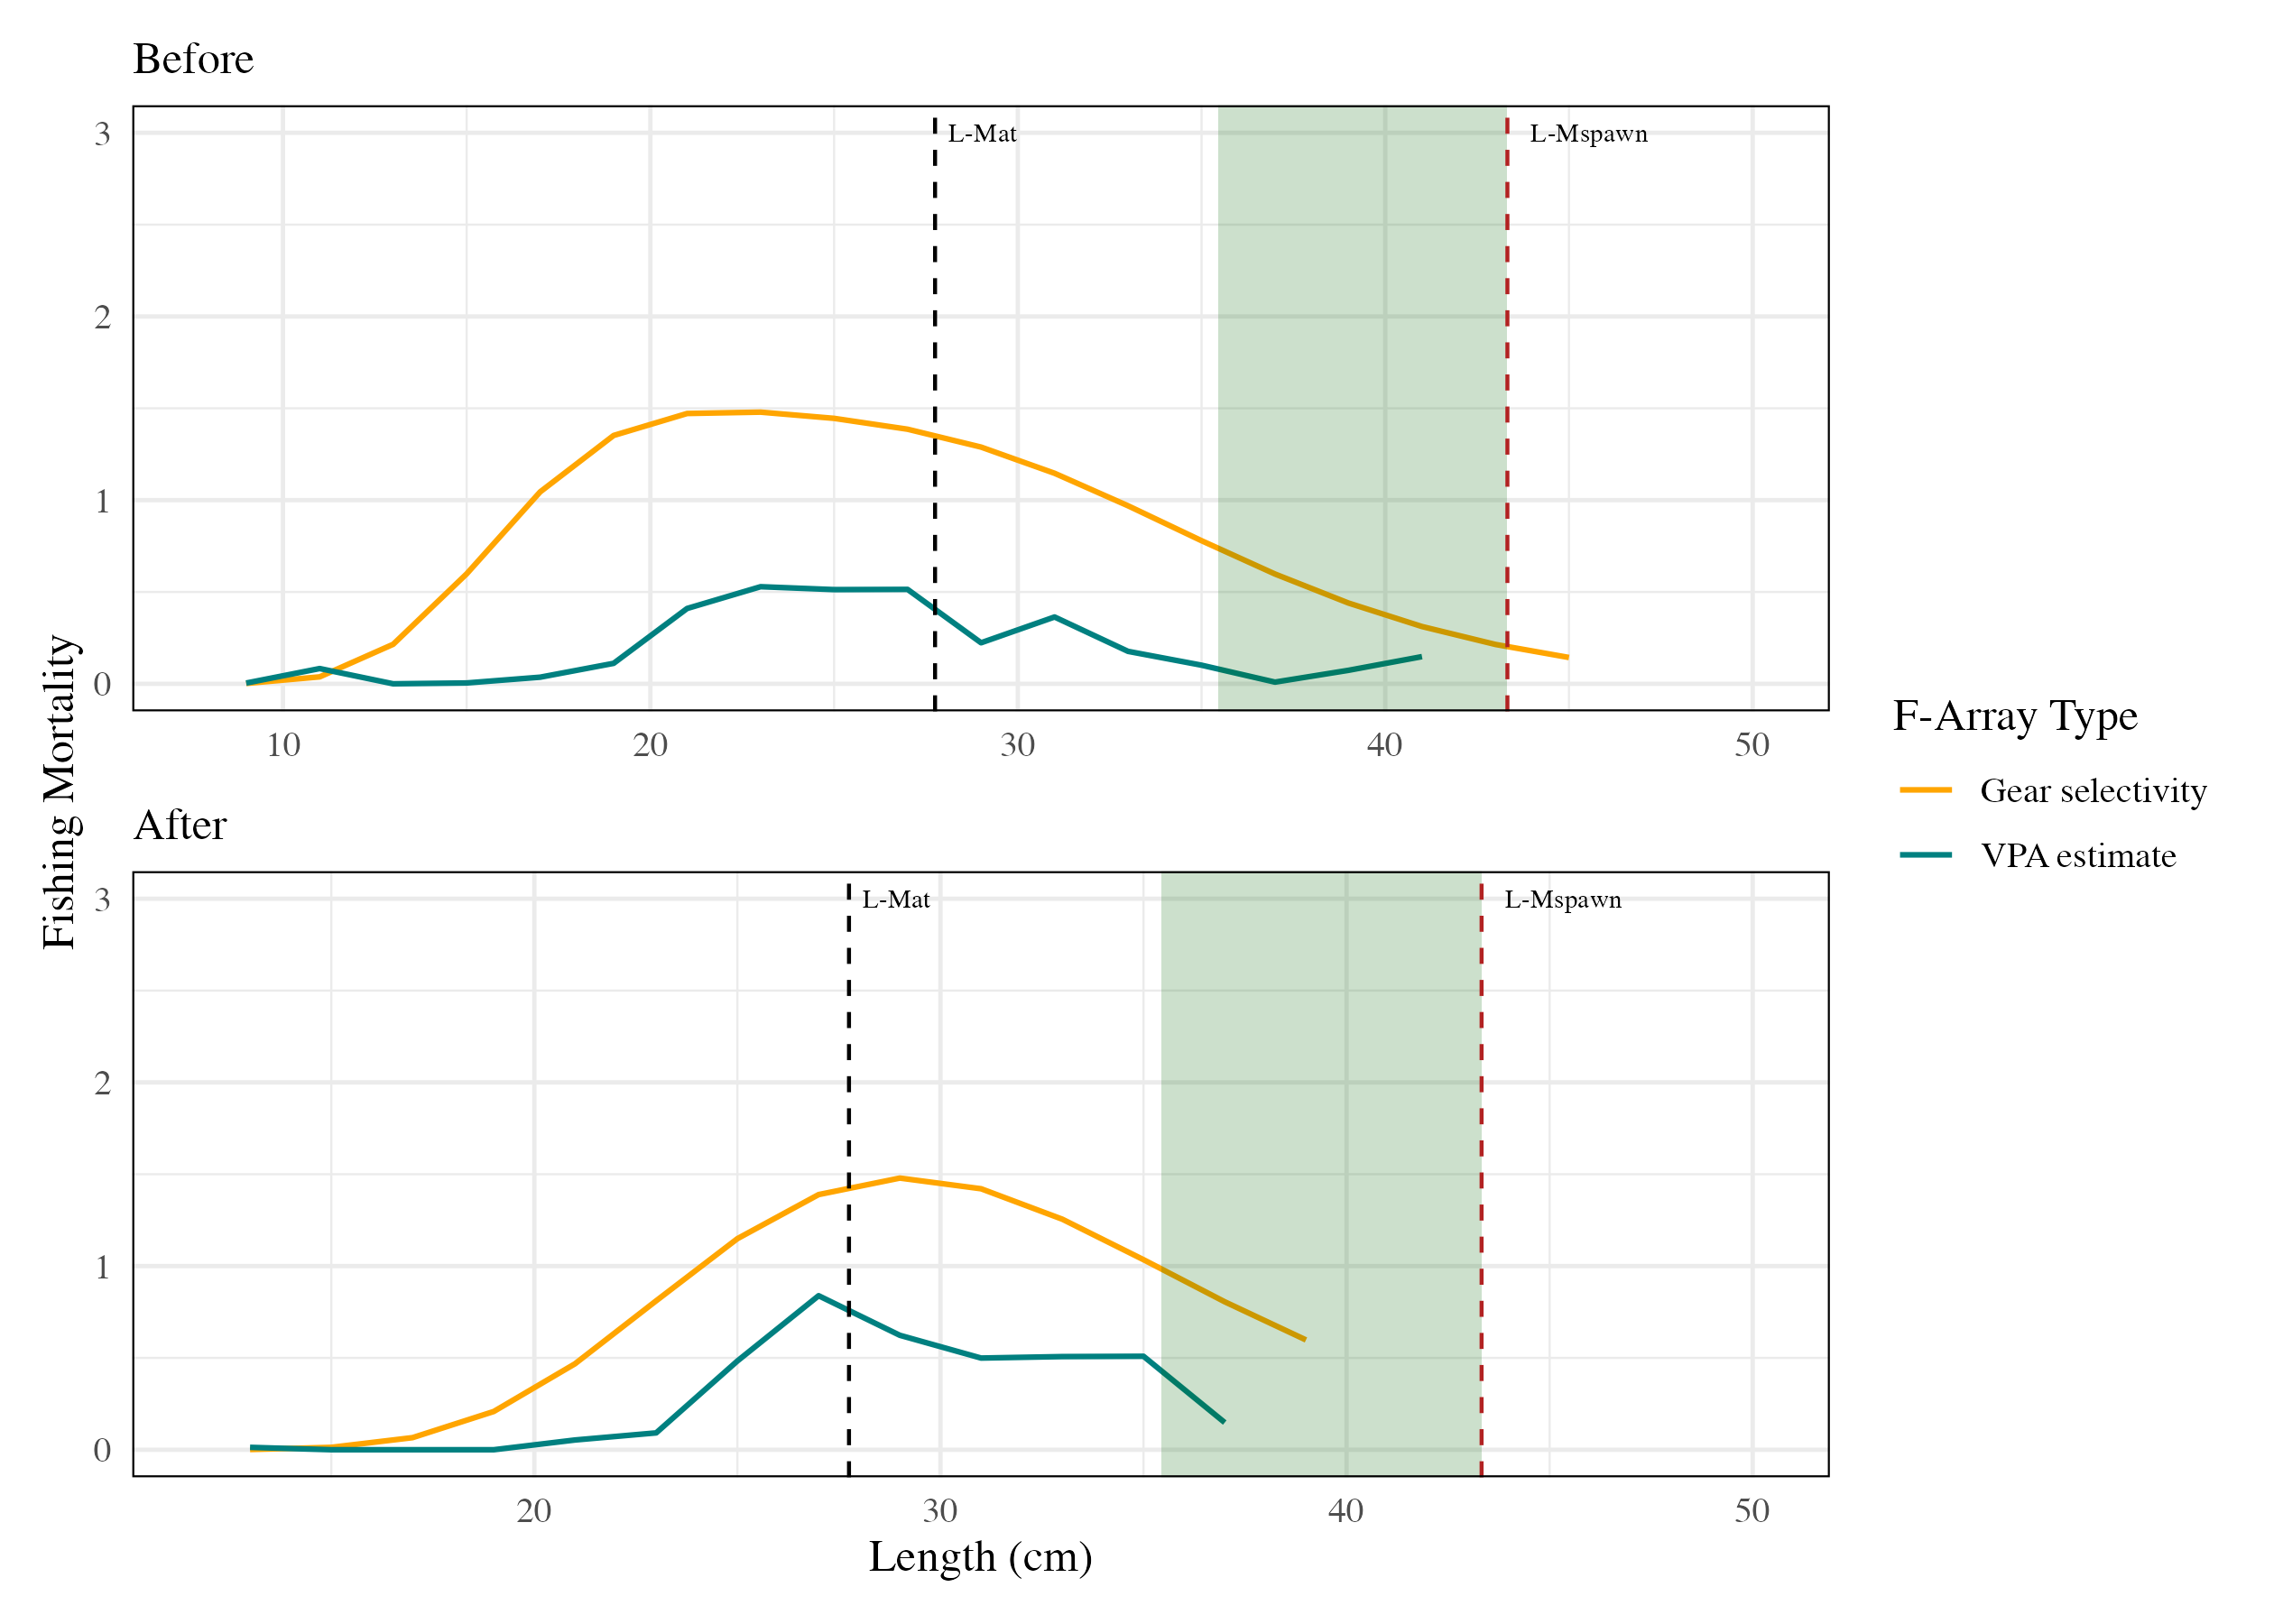 Before
3
2
1
0
L-Mat
L-Mspawn
10 20 30 40 50
Fishing Mortality
After
3
2
1
0
L-Mat
L-Mspawn
20 30 40 50
Length (cm)
F-Array Type
Gear selectivity
VPA estimate